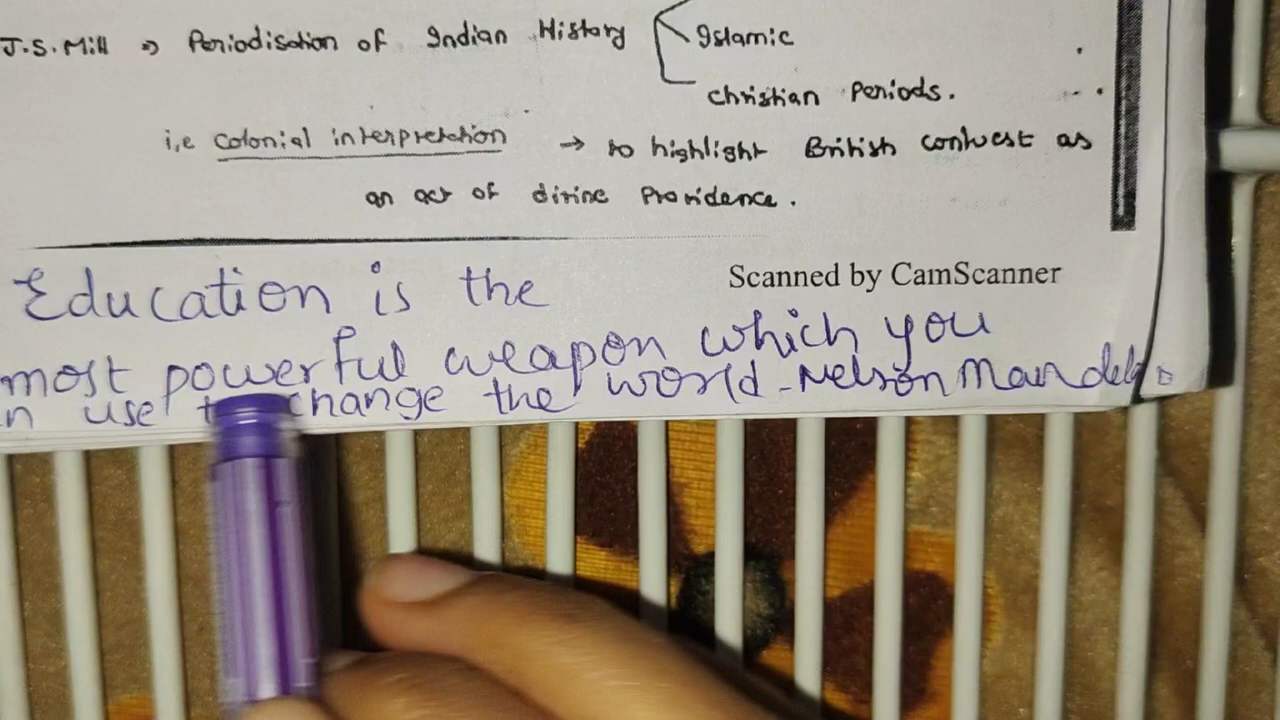 J.S.Mill => Periodisation of Indian History
Islamic
Christian Periods.
i,e colonial interpretation → to highlight British conquest as
an act of divine Providence.
Scanned by CamScanner
Education is the
most powerful weapon which you
n use to change the world - Nelson Mandela